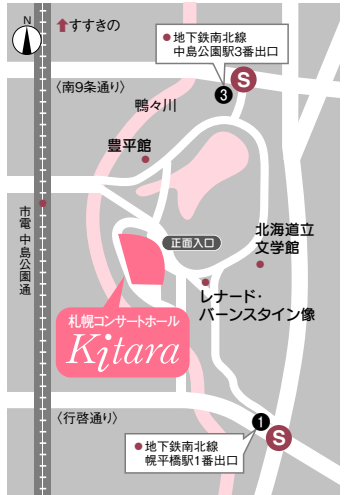 すすきの
● 地下鉄南北線
中島公園駅3番出口
〈南9条通り〉
S
3
鴨々川
豊平館
市電 中島公園通
正面入口
北海道立
文学館
レナード・
バーンスタイン像
札幌コンサートホール
Kitara
〈行啓通り〉
1
S
● 地下鉄南北線
幌平橋駅1番出口